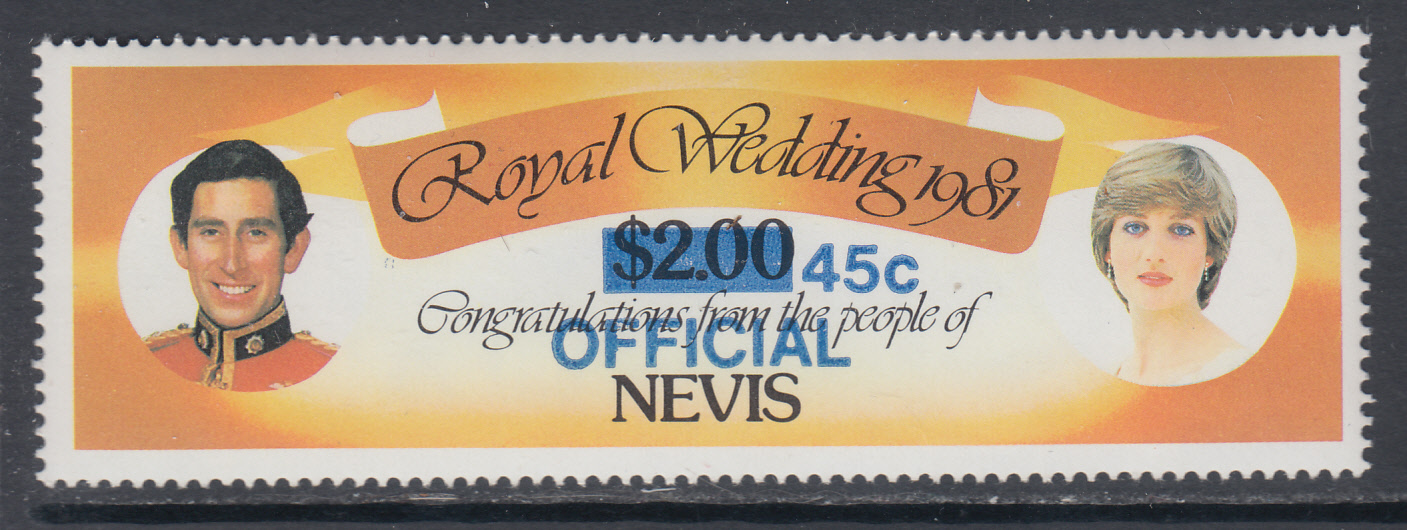 Royal Wedding 1981
$2.00 45c
Congratulations from the people of
OFFICIAL
NEVIS